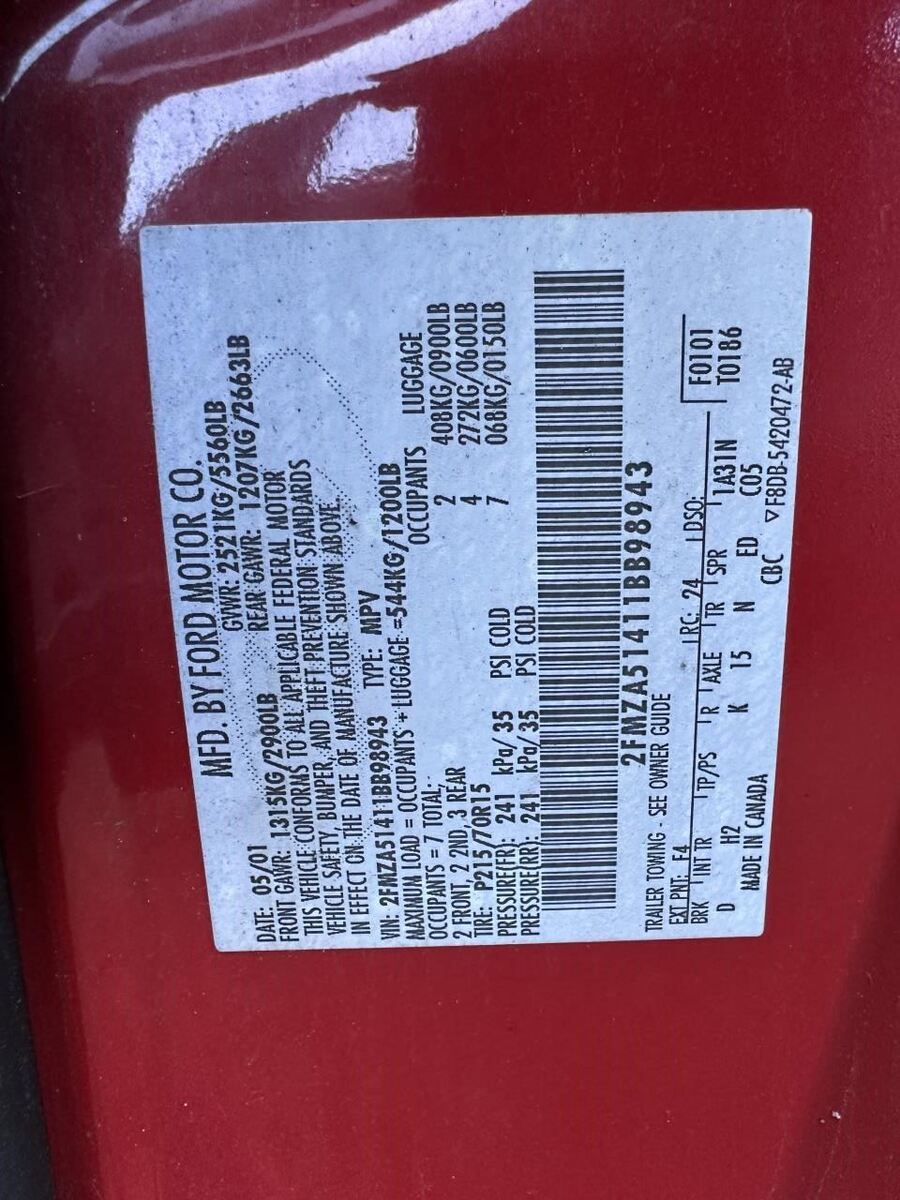 MFD. BY FORD MOTOR CO.
DATE: 05/01 GVWR: 2521KG/5560LB
FRONT GAWR: 1315KG/2900LB REAR GAWR: 1207KG/2663LB
THIS VEHICLE CONFORMS TO ALL APPLICABLE FEDERAL MOTOR
VEHICLE SAFETY, BUMPER, AND THEFT PREVENTION STANDARDS
IN EFFECT ON THE DATE OF MANUFACTURE SHOWN ABOVE.
VIN: 2FMZA51411BB98943 TYPE: MPV
MAXIMUM LOAD = OCCUPANTS + LUGGAGE =544KG/1200LB
OCCUPANTS = 7 TOTAL: OCCUPANTS LUGGAGE
2 FRONT, 2 2ND, 3 REAR 2 408KG/0900LB
TIRE: P215/70R15 4 272KG/0600LB
PRESSURE(FR): 241 kPa/35 PSI COLD 7 068KG/0150LB
PRESSURE(RR): 241 kPa/35 PSI COLD
2FMZA51411BB98943
TRAILER TOWING - SEE OWNER GUIDE
EXT PNT: E4 RC: 24 DSO: F0101
BRK INT TR TP/PS R AXLE TR SPR 1A31N T0186
D H2 K 15 N ED C05
MADE IN CANADA CBC ▽F8DB-5420472-AB